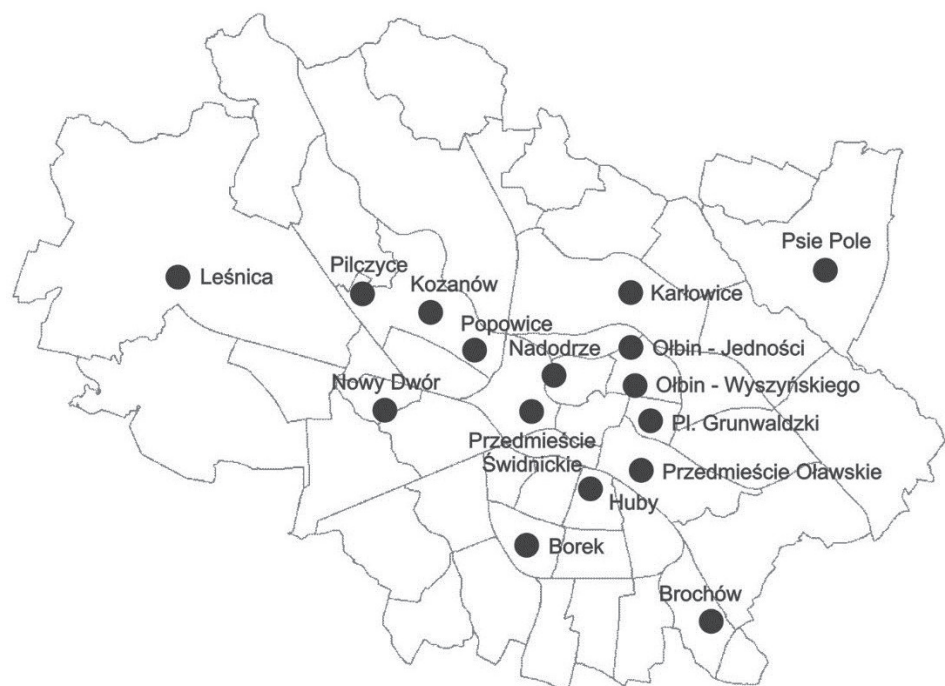 Psie Pole
Leśnica
Pilczyce
Kozanów
Karłowice
Popowice
Nadodrze
Ołbin - Jedności
Nowy Dwór
Ołbin - Wyszyńskiego
Pl. Grunwaldzki
Przedmieście
Świdnickie
Przedmieście Oławskie
Huby
Borek
Brochów